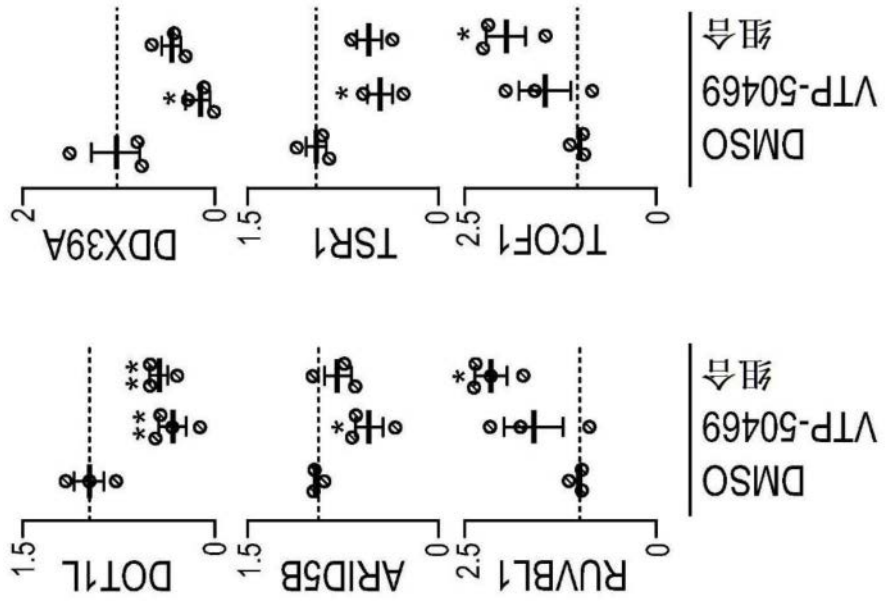 RUVBL1 ARID5B DOT1L
0 2.5 0 1.5 0 1.5
DMSO
VTP-50469 * **
组合 * **
TCOF1 TSR1 DDX39A
0 2.5 0 1.5 0 2
DMSO
VTP-50469 * *
组合 *